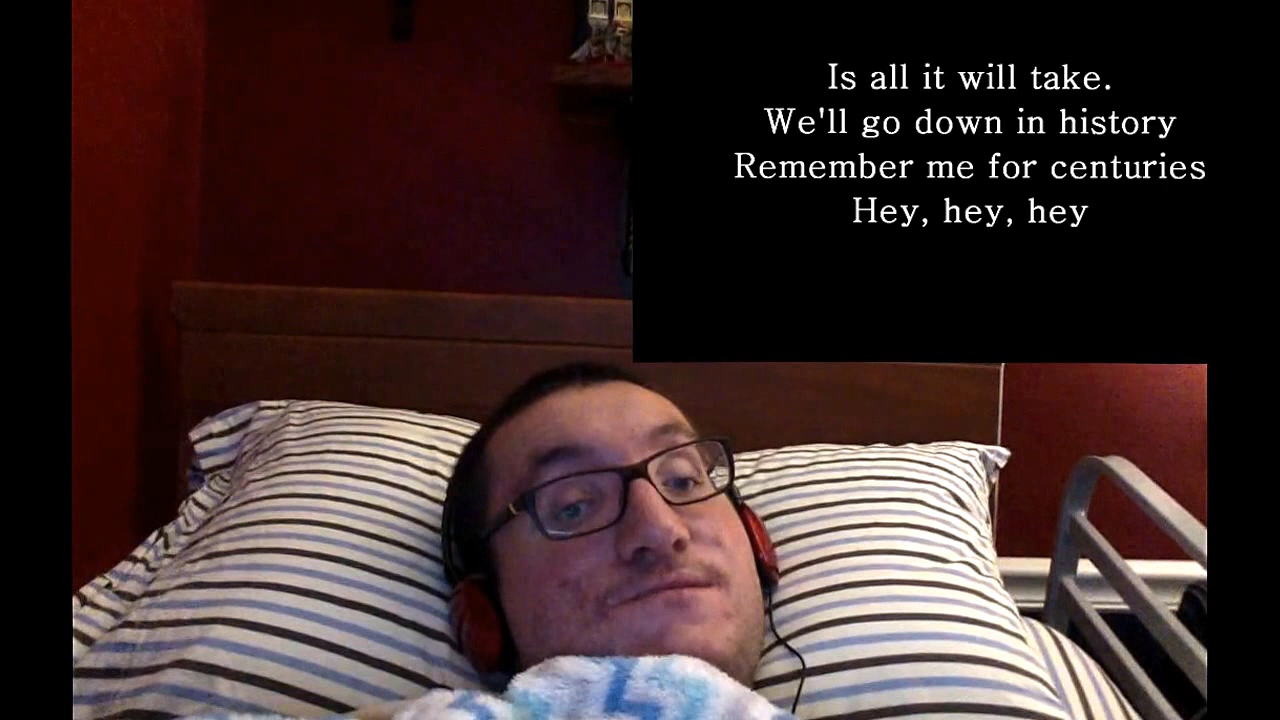 Is all it will take.
We'll go down in history
Remember me for centuries
Hey, hey, hey